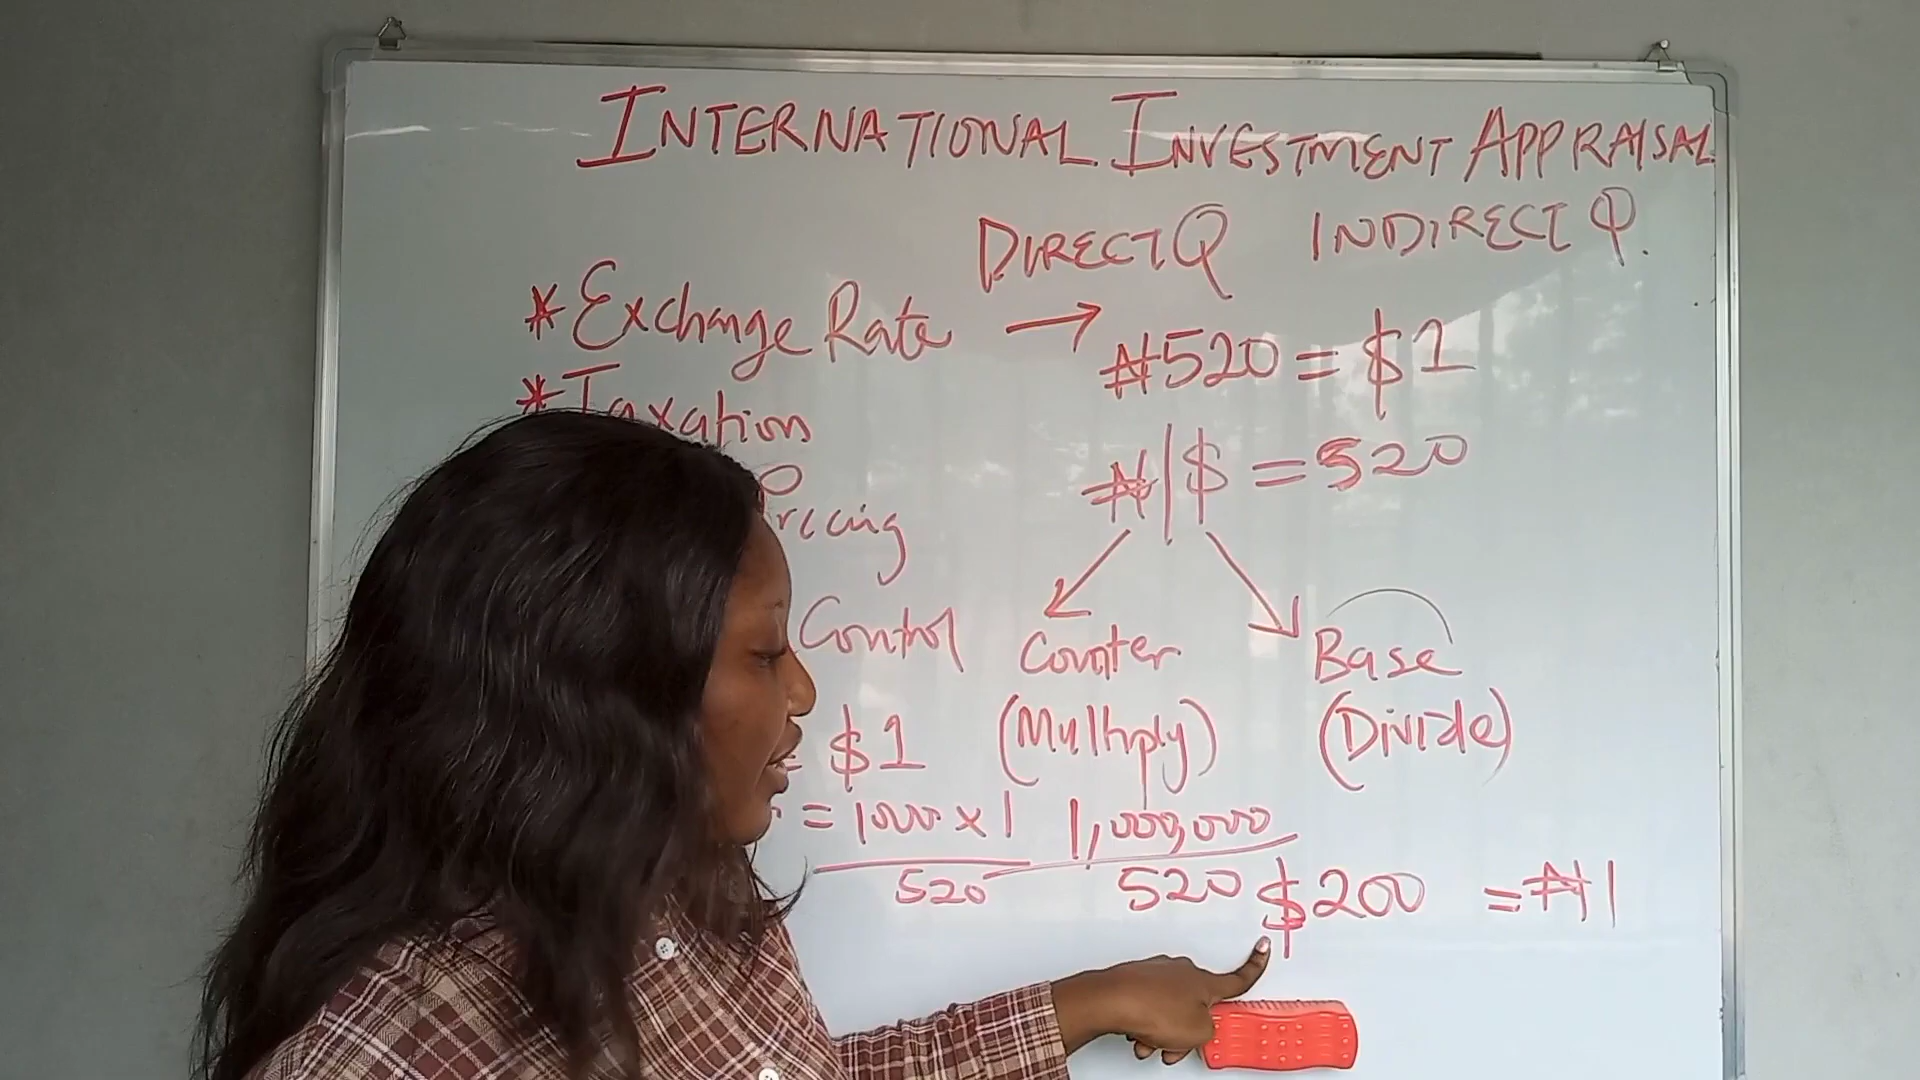 INTERNATIONAL INVESTMENT APPRAISAL
DIRECT Q INDIRECT Q.
* Exchange Rate → ₦520 = $1
* Taxation
₦|$ = 520
Control
Counter Base
(Multiply) (Divide)
= $1
= 1000 x 1 1,000,000
520 520
$200 = ₦1